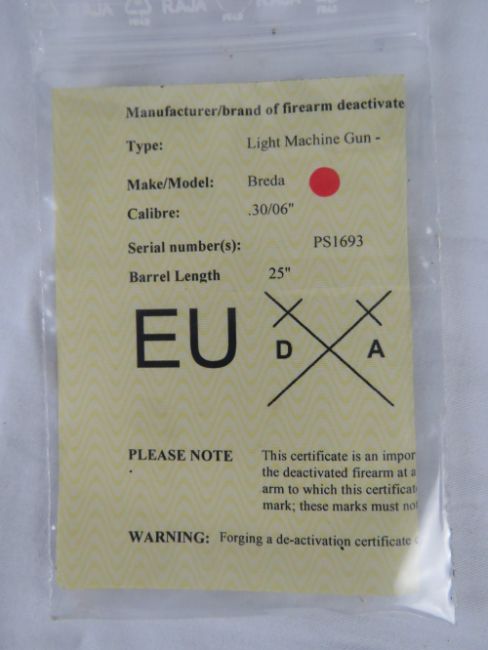 RAJA RAJA
Manufacturer/brand of firearm deactivate
Type: Light Machine Gun -
Make/Model: Breda
Calibre: .30/06"
Serial number(s): PS1693
Barrel Length 25"
EU
D A
PLEASE NOTE This certificate is an impor
the deactivated firearm at a
arm to which this certificat
mark; these marks must not
WARNING: Forging a de-activation certificate